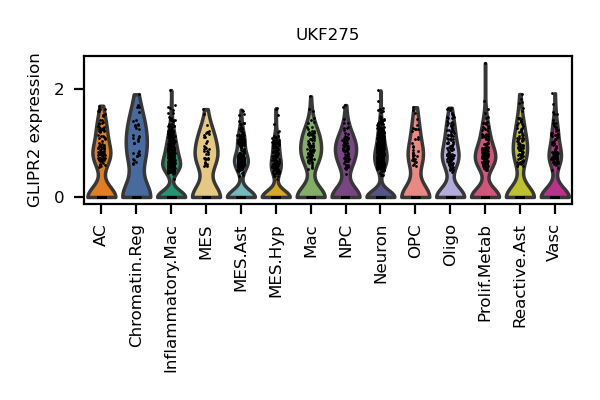 UKF275
GLIPR2 expression
2
0
AC
Chromatin.Reg
Inflammatory.Mac
MES
MES.Ast
MES.Hyp
Mac
NPC
Neuron
OPC
Oligo
Prolif.Metab
Reactive.Ast
Vasc